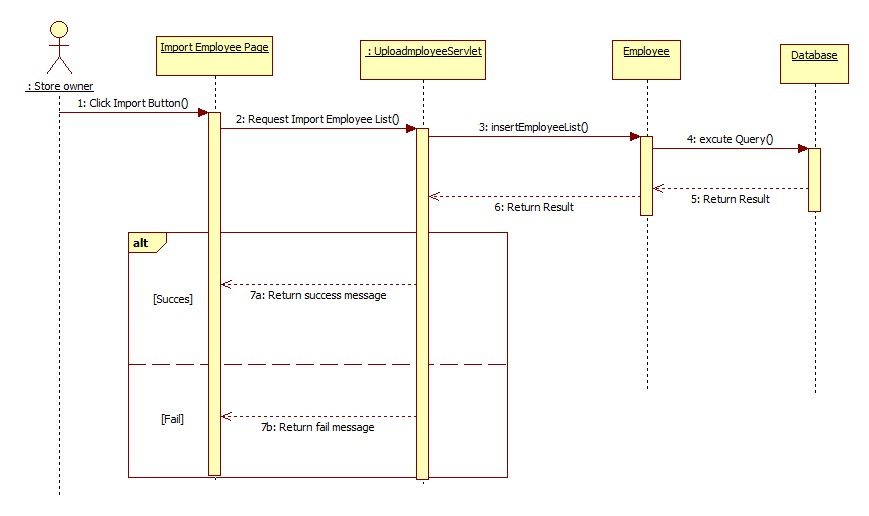 Import Employee Page
: UploadmployeeServlet
Employee
Database
: Store owner
1: Click Import Button()
2: Request Import Employee List()
3: insertEmployeeList()
4: excute Query()
5: Return Result
6: Return Result
alt
7a: Return success message
[Succes]
[Fail]
7b: Return fail message